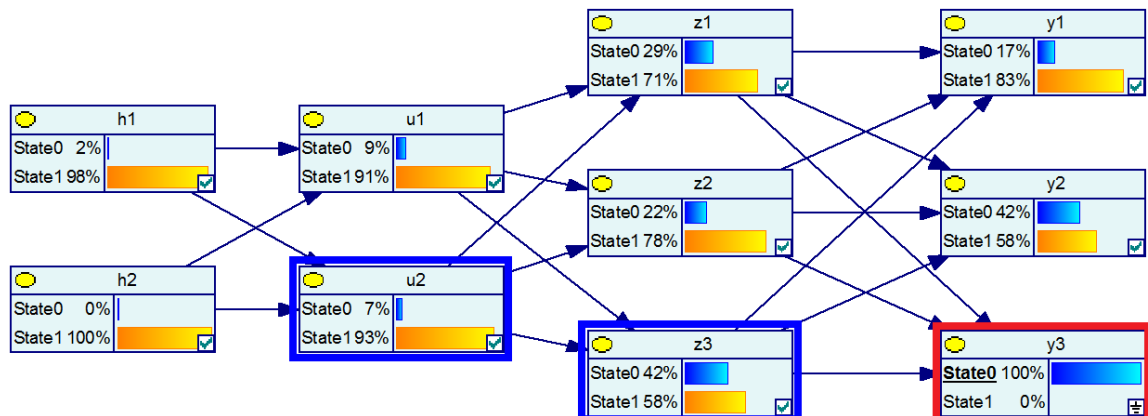 z1
State0 29%
State1 71%
y1
State0 17%
State1 83%
h1
State0 2%
State1 98%
u1
State0 9%
State1 91%
z2
State0 22%
State1 78%
y2
State0 42%
State1 58%
h2
State0 0%
State1 100%
u2
State0 7%
State1 93%
z3
State0 42%
State1 58%
y3
State0 100%
State1 0%